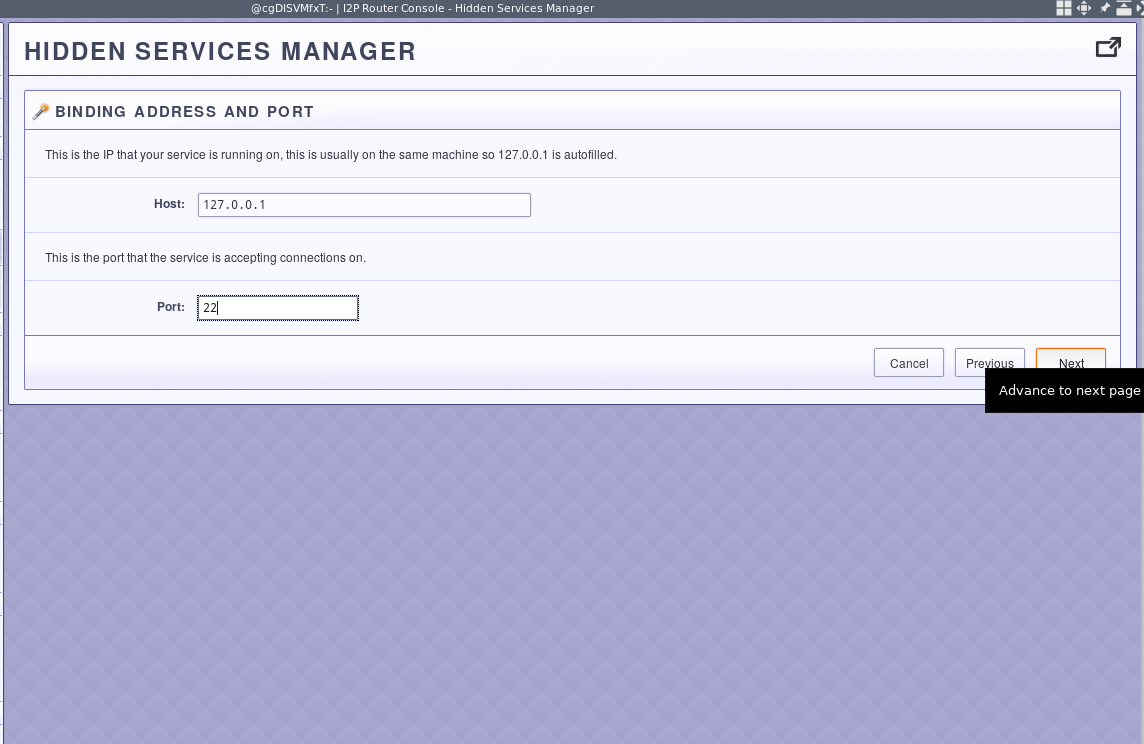 @cgDISVMfxT:- | I2P Router Console - Hidden Services Manager
HIDDEN SERVICES MANAGER
BINDING ADDRESS AND PORT
This is the IP that your service is running on, this is usually on the same machine so 127.0.0.1 is autofilled.
Host: 127.0.0.1
This is the port that the service is accepting connections on.
Port: 22
Cancel Previous Next
Advance to next page